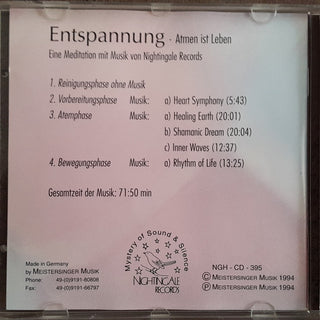 Entspannung - Atmen ist Leben
Eine Meditation mit Musik von Nightingale Records
1. Reinigungsphase ohne Musik
2. Vorbereitungsphase Musik: a) Heart Symphony (5:43)
3. Atemphase Musik: a) Healing Earth (20:01)
b) Shamanic Dream (20:04)
c) Inner Waves (12:37)
4. Bewegungsphase Musik: a) Rhythm of Life (13:25)
Gesamtzeit der Musik: 71:50 min
Made in Germany
by MEISTERSINGER MUSIK
Phone: 49-(0)9191-80808
Fax: 49-(0)9191-66797
Mystery of Sound & Silence
NIGHTINGALE
RECORDS
NGH - CD - 395
© MEISTERSINGER MUSIK 1994
℗ MEISTERSINGER MUSIK 1994